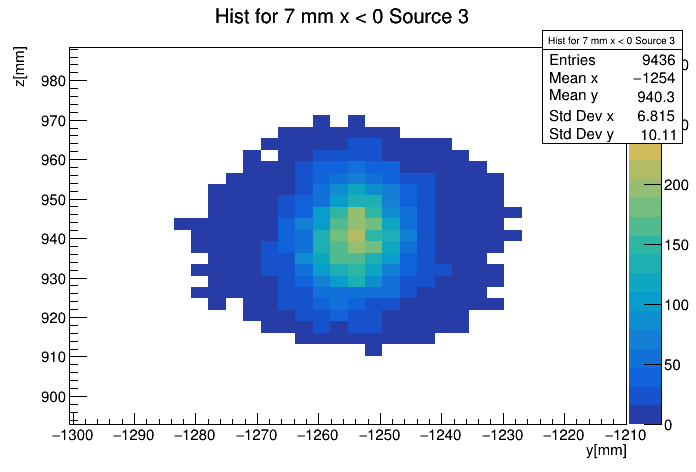 Hist for 7 mm x < 0 Source 3
z[mm]
Hist for 7 mm x < 0 Source 3
Entries 9436
Mean x −1254
Mean y 940.3
Std Dev x 6.815
Std Dev y 10.11
980
970
960
950
940
930
920
910
900
0
0
200
150
100
50
0
−1300 −1290 −1280 −1270 −1260 −1250 −1240 −1230 −1220 −1210
y[mm]